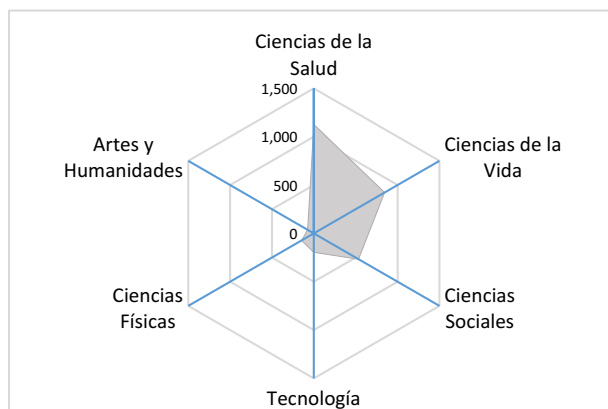 Ciencias de la
Salud
1,500
1,000
500
0
Ciencias de la
Vida
Ciencias
Sociales
Tecnología
Ciencias
Físicas
Artes y
Humanidades